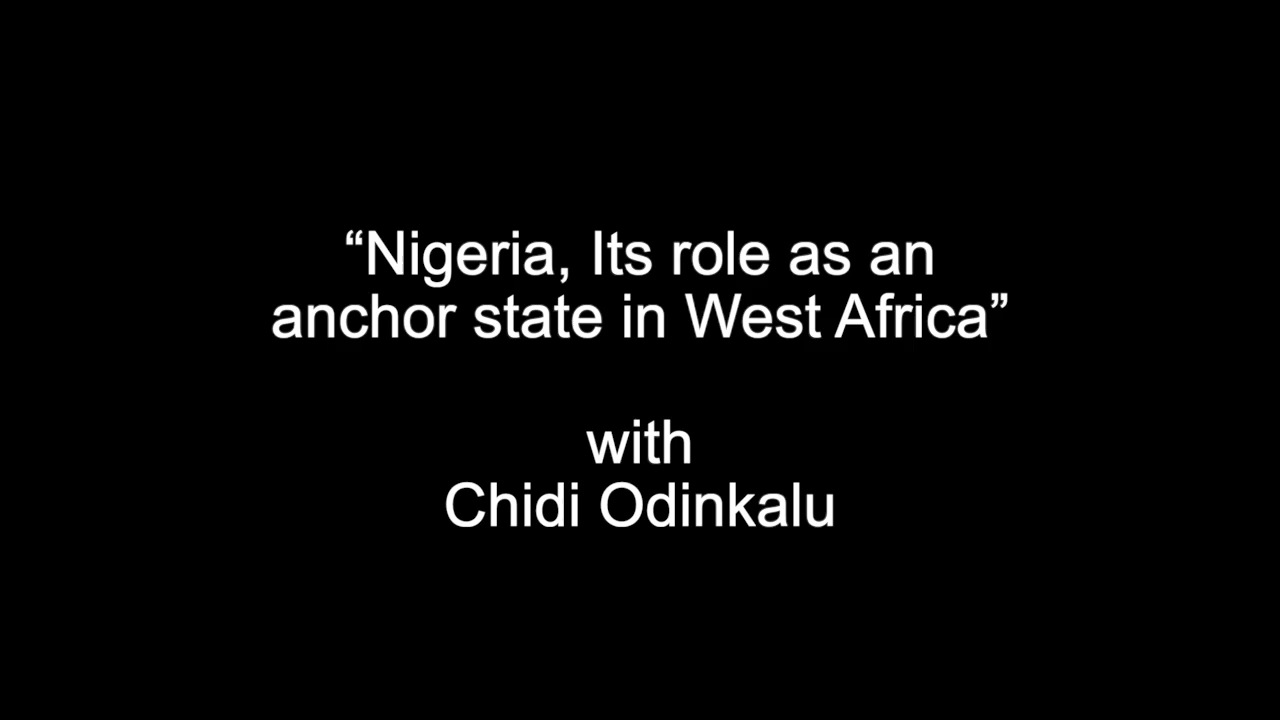 “Nigeria, Its role as an
anchor state in West Africa”
with
Chidi Odinkalu